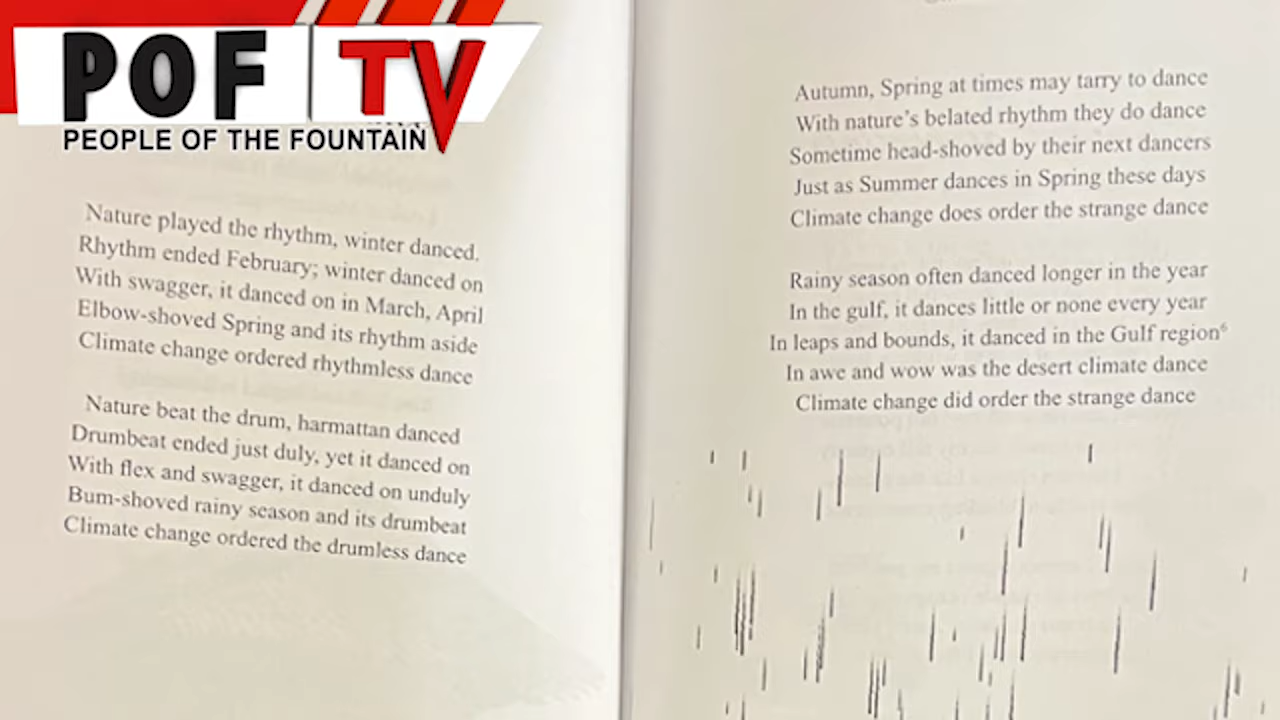 POF TV
PEOPLE OF THE FOUNTAIN
Nature played the rhythm, winter danced.
Rhythm ended February; winter danced on
With swagger, it danced on in March, April
Elbow-shoved Spring and its rhythm aside
Climate change ordered rhythmless dance
Nature beat the drum, harmattan danced
Drumbeat ended just duly, yet it danced on
With flex and swagger, it danced on unduly
Bum-shoved rainy season and its drumbeat
Climate change ordered the drumless dance
Autumn, Spring at times may tarry to dance
With nature's belated rhythm they do dance
Sometime head-shoved by their next dancers
Just as Summer dances in Spring these days
Climate change does order the strange dance
Rainy season often danced longer in the year
In the gulf, it dances little or none every year
In leaps and bounds, it danced in the Gulf region⁶
In awe and wow was the desert climate dance
Climate change did order the strange dance